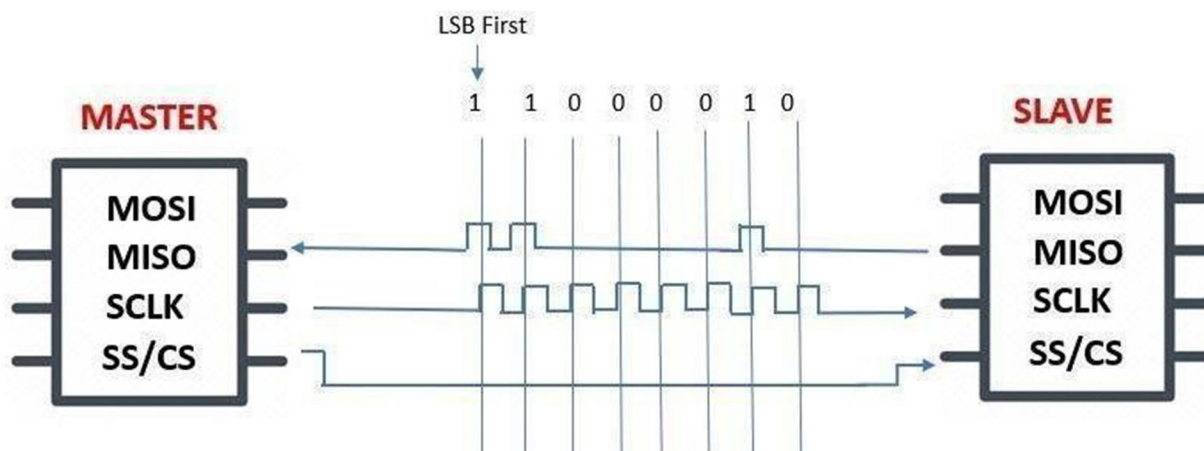 LSB First
1 1 0 0 0 0 1 0
MASTER
SLAVE
MOSI
MISO
SCLK
SS/CS
MOSI
MISO
SCLK
SS/CS